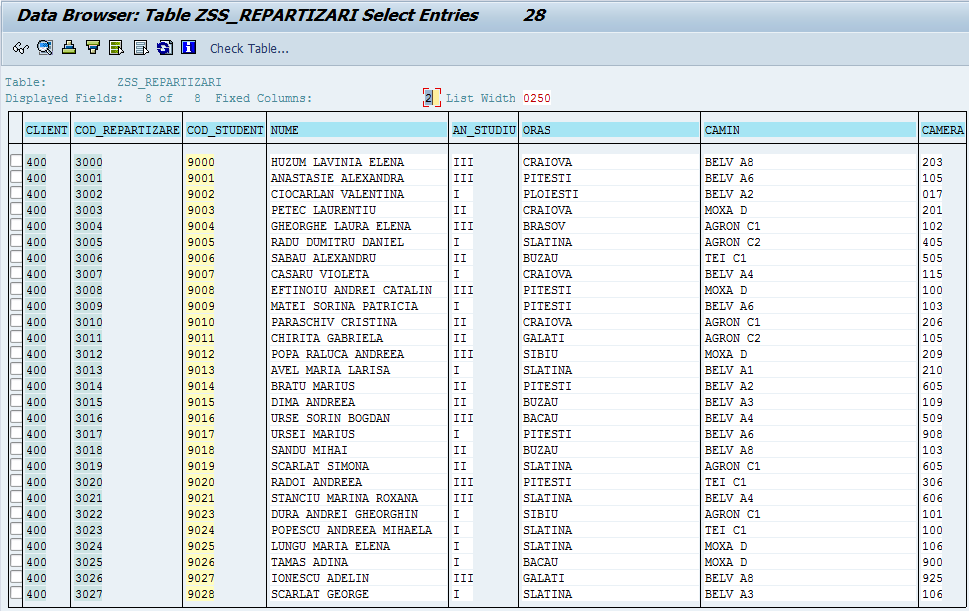 Data Browser: Table ZSS_REPARTIZARI Select Entries 28
Check Table...
Table: ZSS_REPARTIZARI
Displayed Fields: 8 of 8 Fixed Columns: 2 List Width 0250
CLIENT COD_REPARTIZARE COD_STUDENT NUME AN_STUDIU ORAS CAMIN CAMERA
400 3000 9000 HUZUM LAVINIA ELENA III CRAIOVA BELV A8 203
400 3001 9001 ANASTASIE ALEXANDRA III PITESTI BELV A6 105
400 3002 9002 CIOCARLAN VALENTINA I PLOIESTI BELV A2 017
400 3003 9003 PETEC LAURENTIU II CRAIOVA MOXA D 201
400 3004 9004 GHEORGHE LAURA ELENA III BRASOV AGRON C1 102
400 3005 9005 RADU DUMITRU DANIEL I SLATINA AGRON C2 405
400 3006 9006 SABAU ALEXANDRU II BUZAU TEI C1 505
400 3007 9007 CASARU VIOLETA I CRAIOVA BELV A4 115
400 3008 9008 EFTINOIU ANDREI CATALIN III PITESTI MOXA D 100
400 3009 9009 MATEI SORINA PATRICIA I PITESTI BELV A6 103
400 3010 9010 PARASCHIV CRISTINA II CRAIOVA AGRON C1 206
400 3011 9011 CHIRITA GABRIELA II GALATI AGRON C2 105
400 3012 9012 POPA RALUCA ANDREEA III SIBIU MOXA D 209
400 3013 9013 AVEL MARIA LARISA I SLATINA BELV A1 210
400 3014 9014 BRATU MARIUS II PITESTI BELV A2 605
400 3015 9015 DIMA ANDREEA II BUZAU BELV A3 109
400 3016 9016 URSE SORIN BOGDAN III BACAU BELV A4 509
400 3017 9017 URSEI MARIUS I PITESTI BELV A6 908
400 3018 9018 SANDU MIHAI II BUZAU BELV A8 103
400 3019 9019 SCARLAT SIMONA II SLATINA AGRON C1 605
400 3020 9020 RADOI ANDREEA III PITESTI TEI C1 306
400 3021 9021 STANCIU MARINA ROXANA III SLATINA BELV A4 606
400 3022 9023 DURA ANDREI GHEORGHIN I SIBIU AGRON C1 101
400 3023 9024 POPESCU ANDREEA MIHAELA I SLATINA TEI C1 100
400 3024 9025 LUNGU MARIA ELENA I SLATINA MOXA D 106
400 3025 9026 TAMAS ADINA I BACAU MOXA D 900
400 3026 9027 IONESCU ADELIN III GALATI BELV A8 925
400 3027 9028 SCARLAT GEORGE I SLATINA BELV A3 106